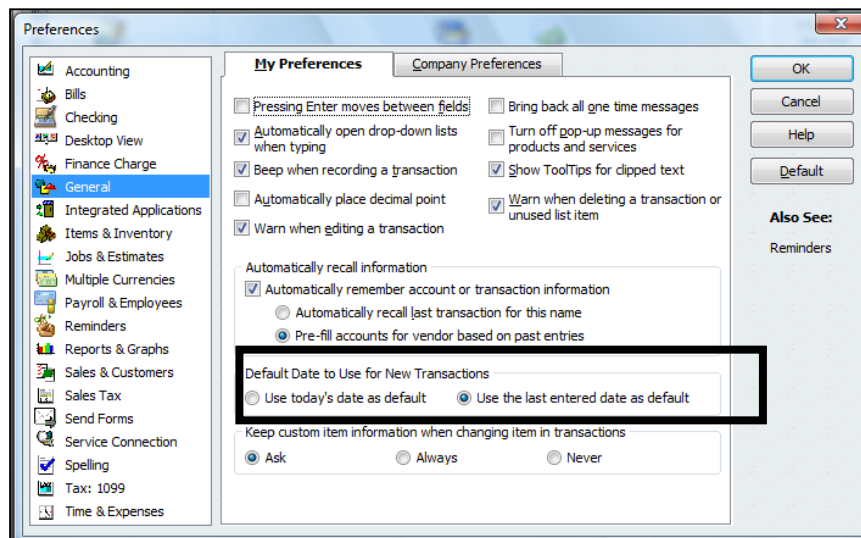 Preferences
Accounting
Bills
Checking
Desktop View
Finance Charge
General
Integrated Applications
Items & Inventory
Jobs & Estimates
Multiple Currencies
Payroll & Employees
Reminders
Reports & Graphs
Sales & Customers
Sales Tax
Send Forms
Service Connection
Spelling
Tax: 1099
Time & Expenses
My Preferences
Company Preferences
Pressing Enter moves between fields
Automatically open drop-down lists
when typing
Beep when recording a transaction
Automatically place decimal point
Warn when editing a transaction
Bring back all one time messages
Turn off pop-up messages for
products and services
Show ToolTips for clipped text
Warn when deleting a transaction or
unused list item
Automatically recall information
Automatically remember account or transaction information
Automatically recall last transaction for this name
Pre-fill accounts for vendor based on past entries
Default Date to Use for New Transactions
Use today's date as default
Use the last entered date as default
Keep custom item information when changing item in transactions
Ask
Always
Never
OK
Cancel
Help
Default
Also See:
Reminders